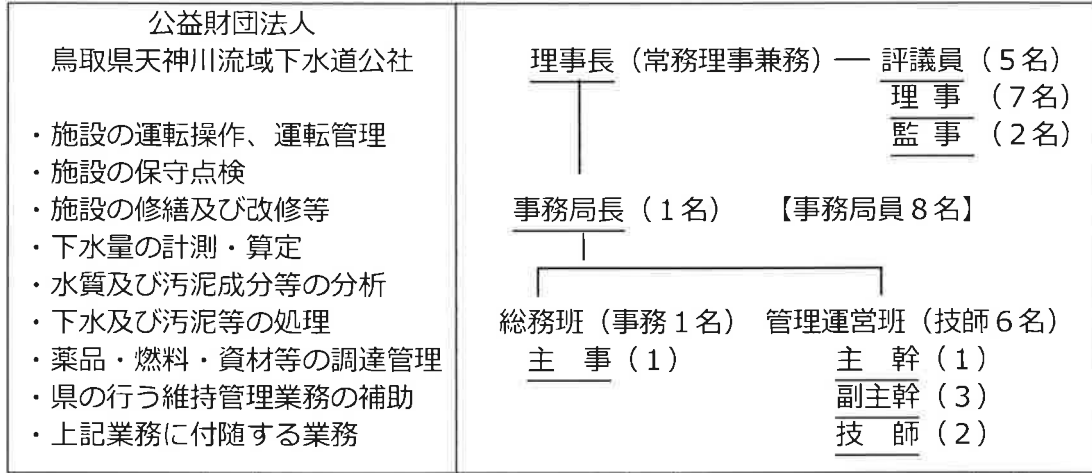 公益財団法人
鳥取県天神川流域下水道公社
・施設の運転操作、運転管理
・施設の保守点検
・施設の修繕及び改修等
・下水量の計測・算定
・水質及び汚泥成分等の分析
・下水及び汚泥等の処理
・薬品・燃料・資材等の調達管理
・県の行う維持管理業務の補助
・上記業務に付随する業務
理事長（常務理事兼務）― 評議員（５名）
理 事（７名）
監 事（２名）
事務局長（１名）　【事務局員８名】
総務班（事務１名）　管理運営班（技師６名）
主　事（１）　主　幹（１）
副主幹（３）
技　師（２）